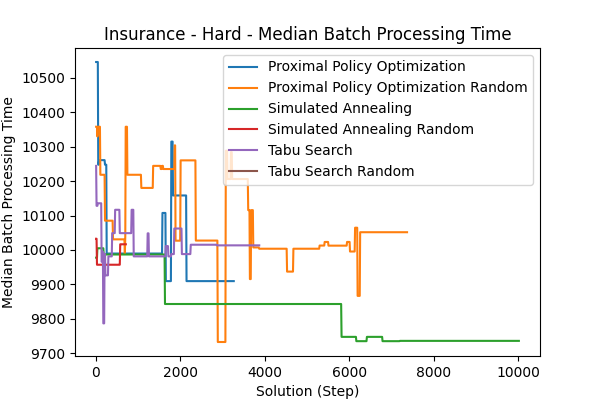 Insurance - Hard - Median Batch Processing Time
Median Batch Processing Time
10500
10400
10300
10200
10100
10000
9900
9800
9700
Proximal Policy Optimization
Proximal Policy Optimization Random
Simulated Annealing
Simulated Annealing Random
Tabu Search
Tabu Search Random
0
2000
4000
6000
8000
10000
Solution (Step)